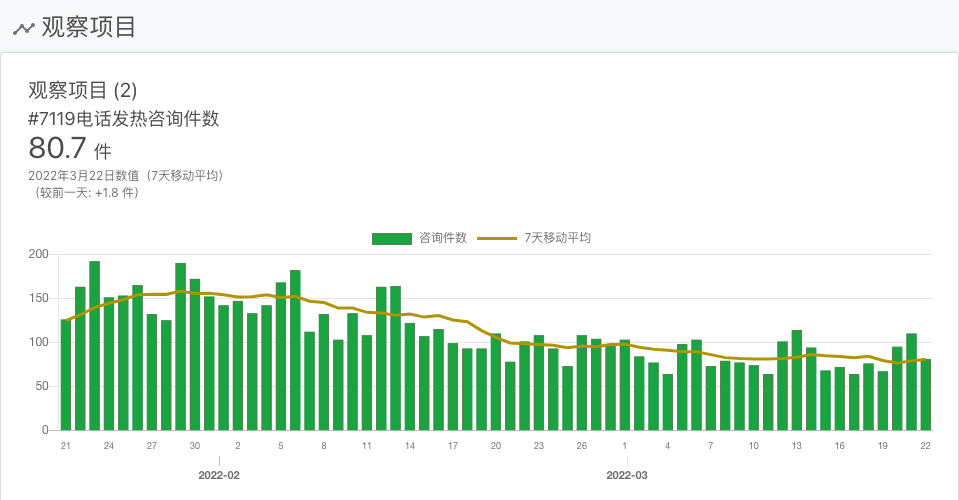 观察项目
观察项目 (2)
#7119电话发热咨询件数
80.7 件
2022年3月22日数值（7天移动平均）
（较前一天: +1.8 件）
咨询件数 7天移动平均
200
150
100
50
0
21 24 27 30 2 5 8 11 14 17 20 23 26 1 4 7 10 13 16 19 22
2022-02 2022-03